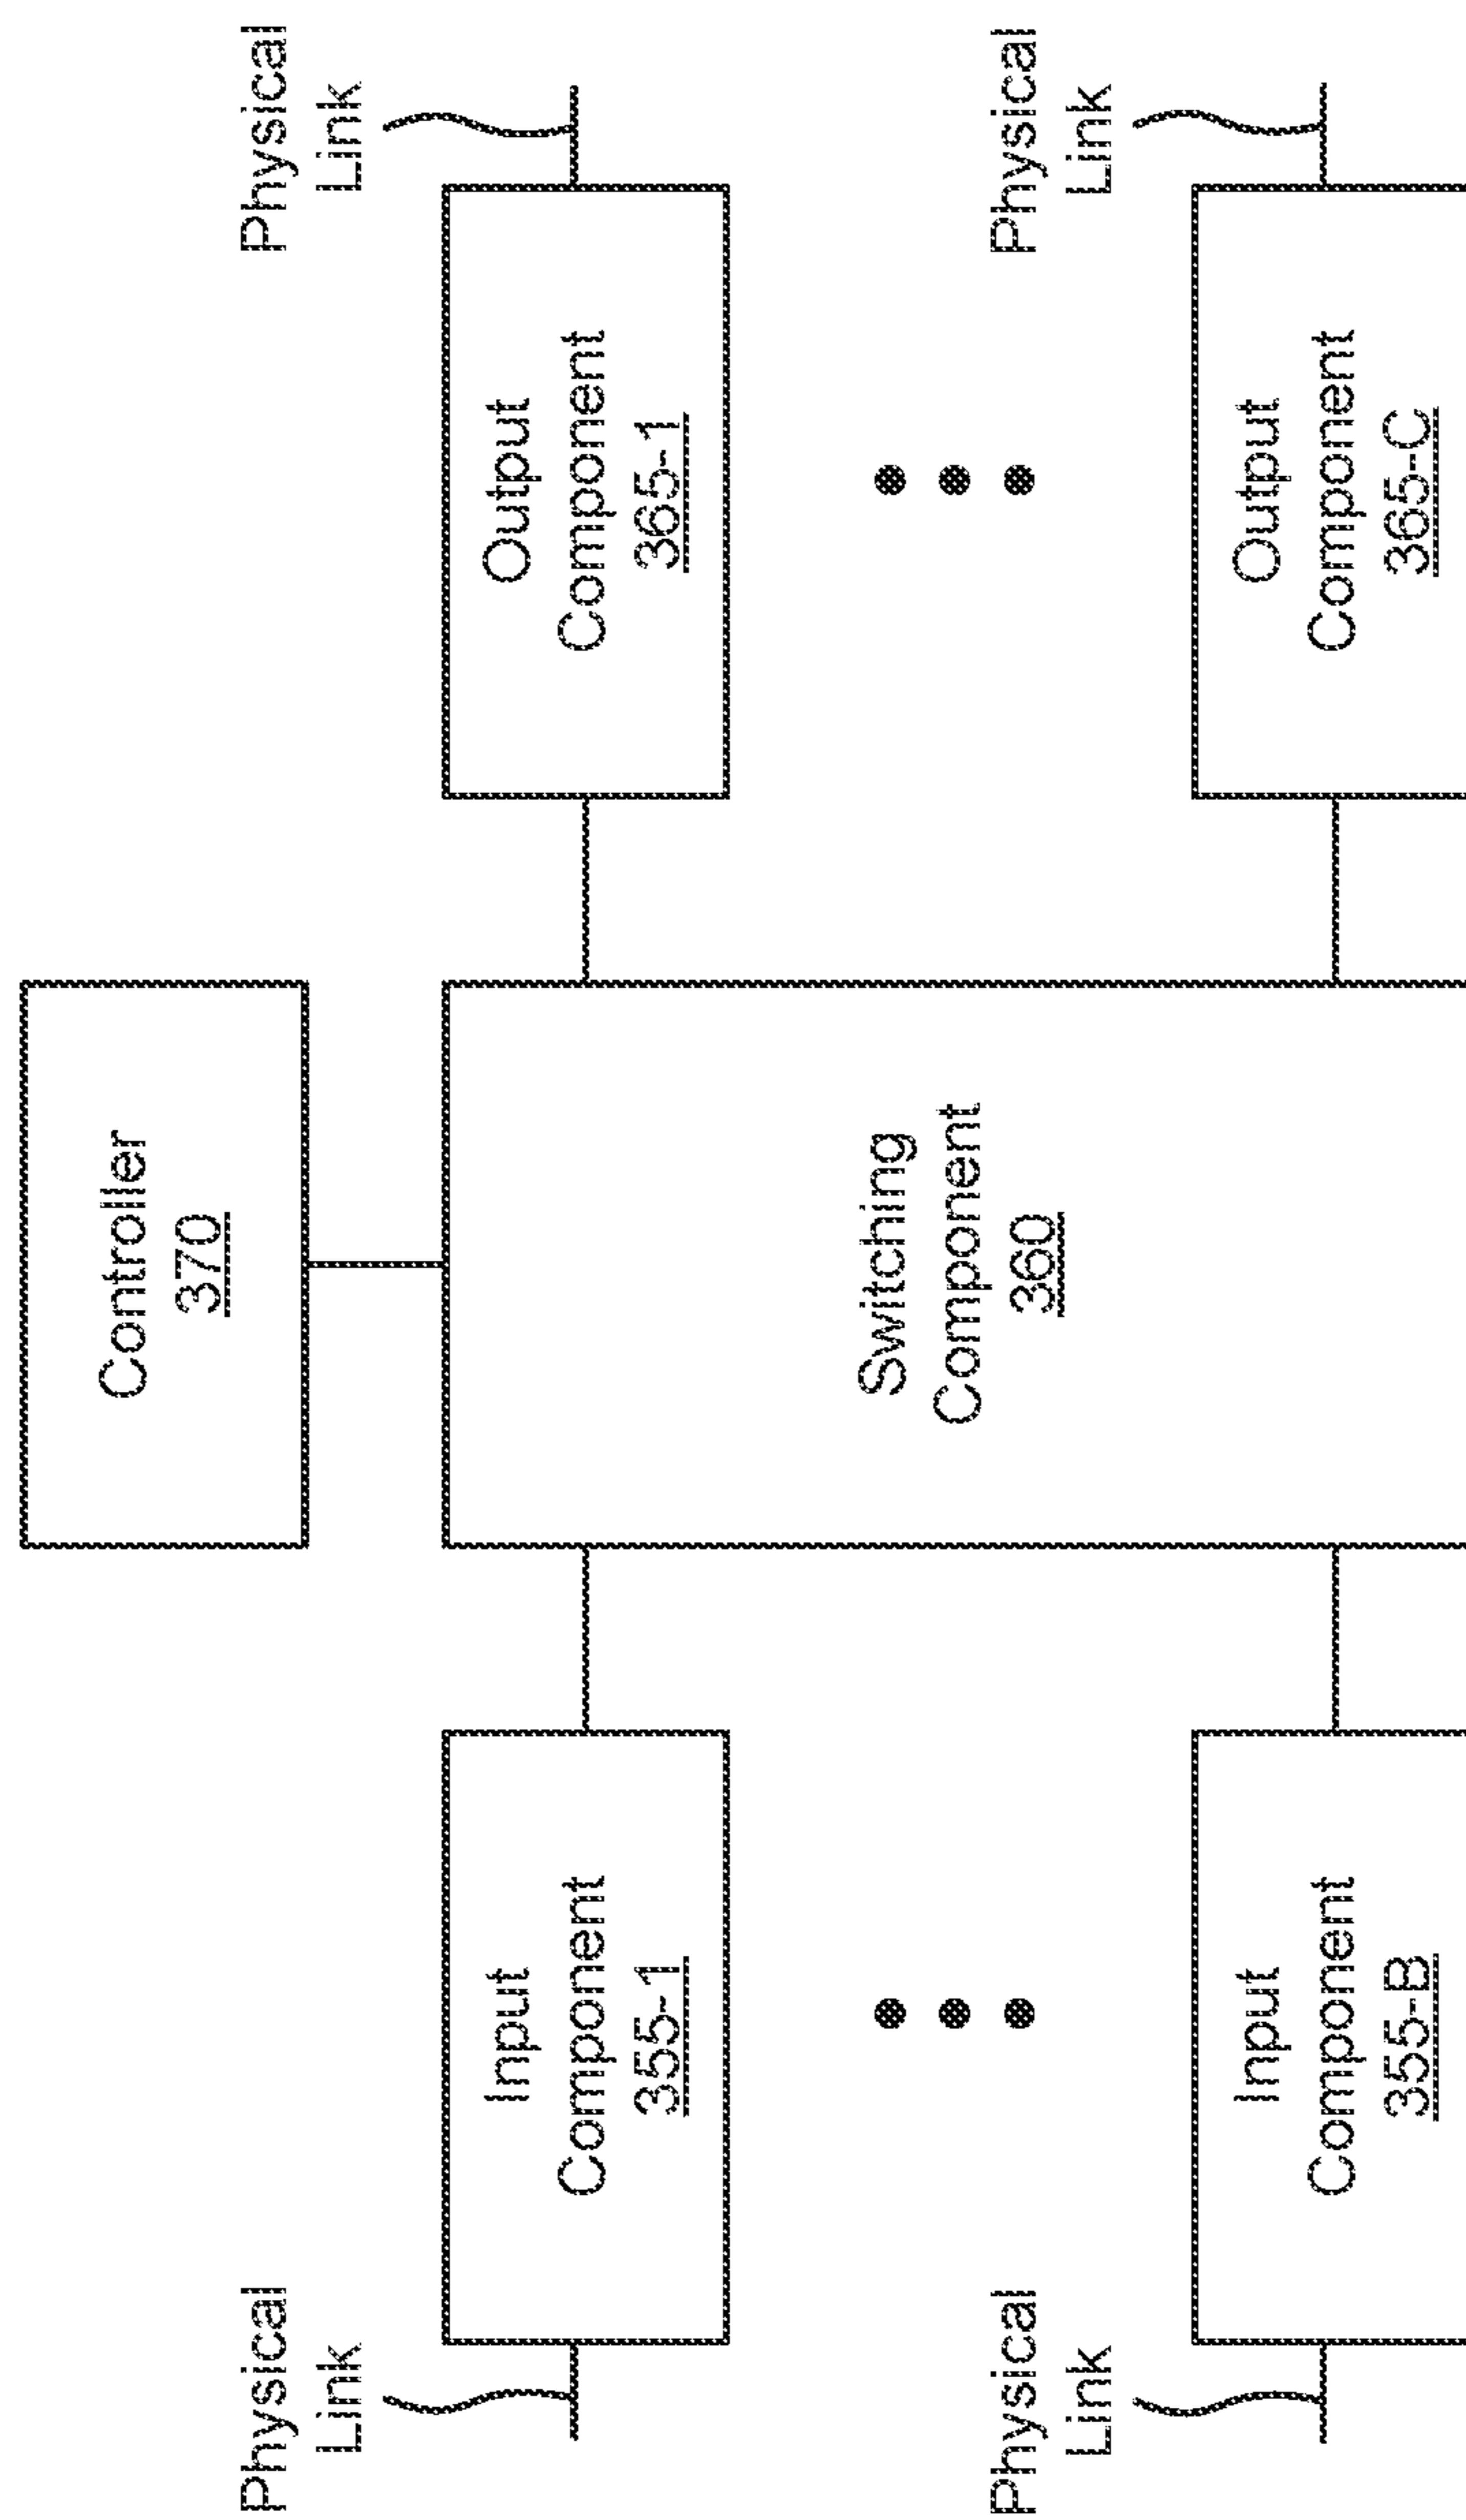 Controller
370
Physical
Link
Input
Component
355-1
Switching
Component
360
Output
Component
365-1
Physical
Link
Physical
Link
Input
Component
355-B
Output
Component
365-C
Physical
Link